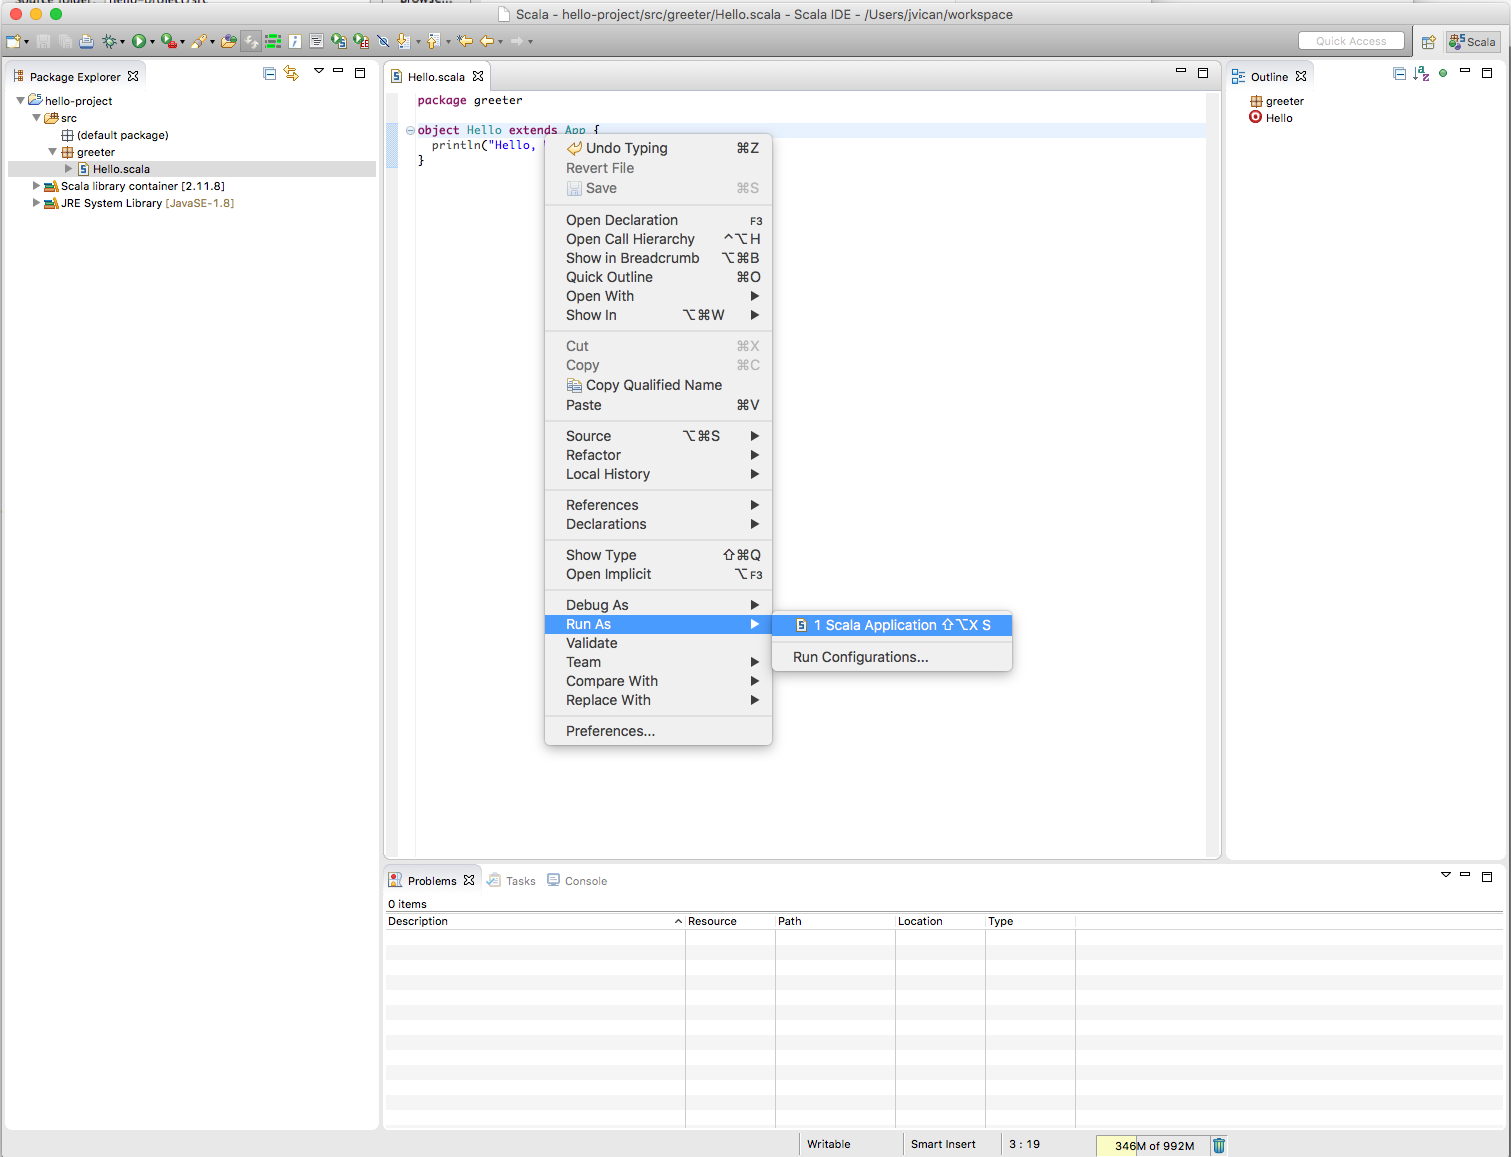 Scala - hello-project/src/greeter/Hello.scala - Scala IDE - /Users/jvican/workspace
Quick Access
Scala
Package Explorer
hello-project
src
(default package)
greeter
Hello.scala
Scala library container [2.11.8]
JRE System Library [JavaSE-1.8]
Hello.scala
package greeter
object Hello extends App {
println("Hello,
}
Undo Typing ⌘Z
Revert File
Save ⌘S
Open Declaration F3
Open Call Hierarchy ^⌥H
Show in Breadcrumb ⌥⌘B
Quick Outline ⌘O
Open With
Show In ⌥⌘W
Cut ⌘X
Copy ⌘C
Copy Qualified Name
Paste ⌘V
Source ⌥⌘S
Refactor
Local History
References
Declarations
Show Type ⇧⌘Q
Open Implicit ⌥F3
Debug As
Run As
Validate
Team
Compare With
Replace With
Preferences...
1 Scala Application ⇧⌥X S
Run Configurations...
Outline
greeter
Hello
Problems Tasks Console
0 items
Description Resource Path Location Type
Writable Smart Insert 3 : 19 346M of 992M